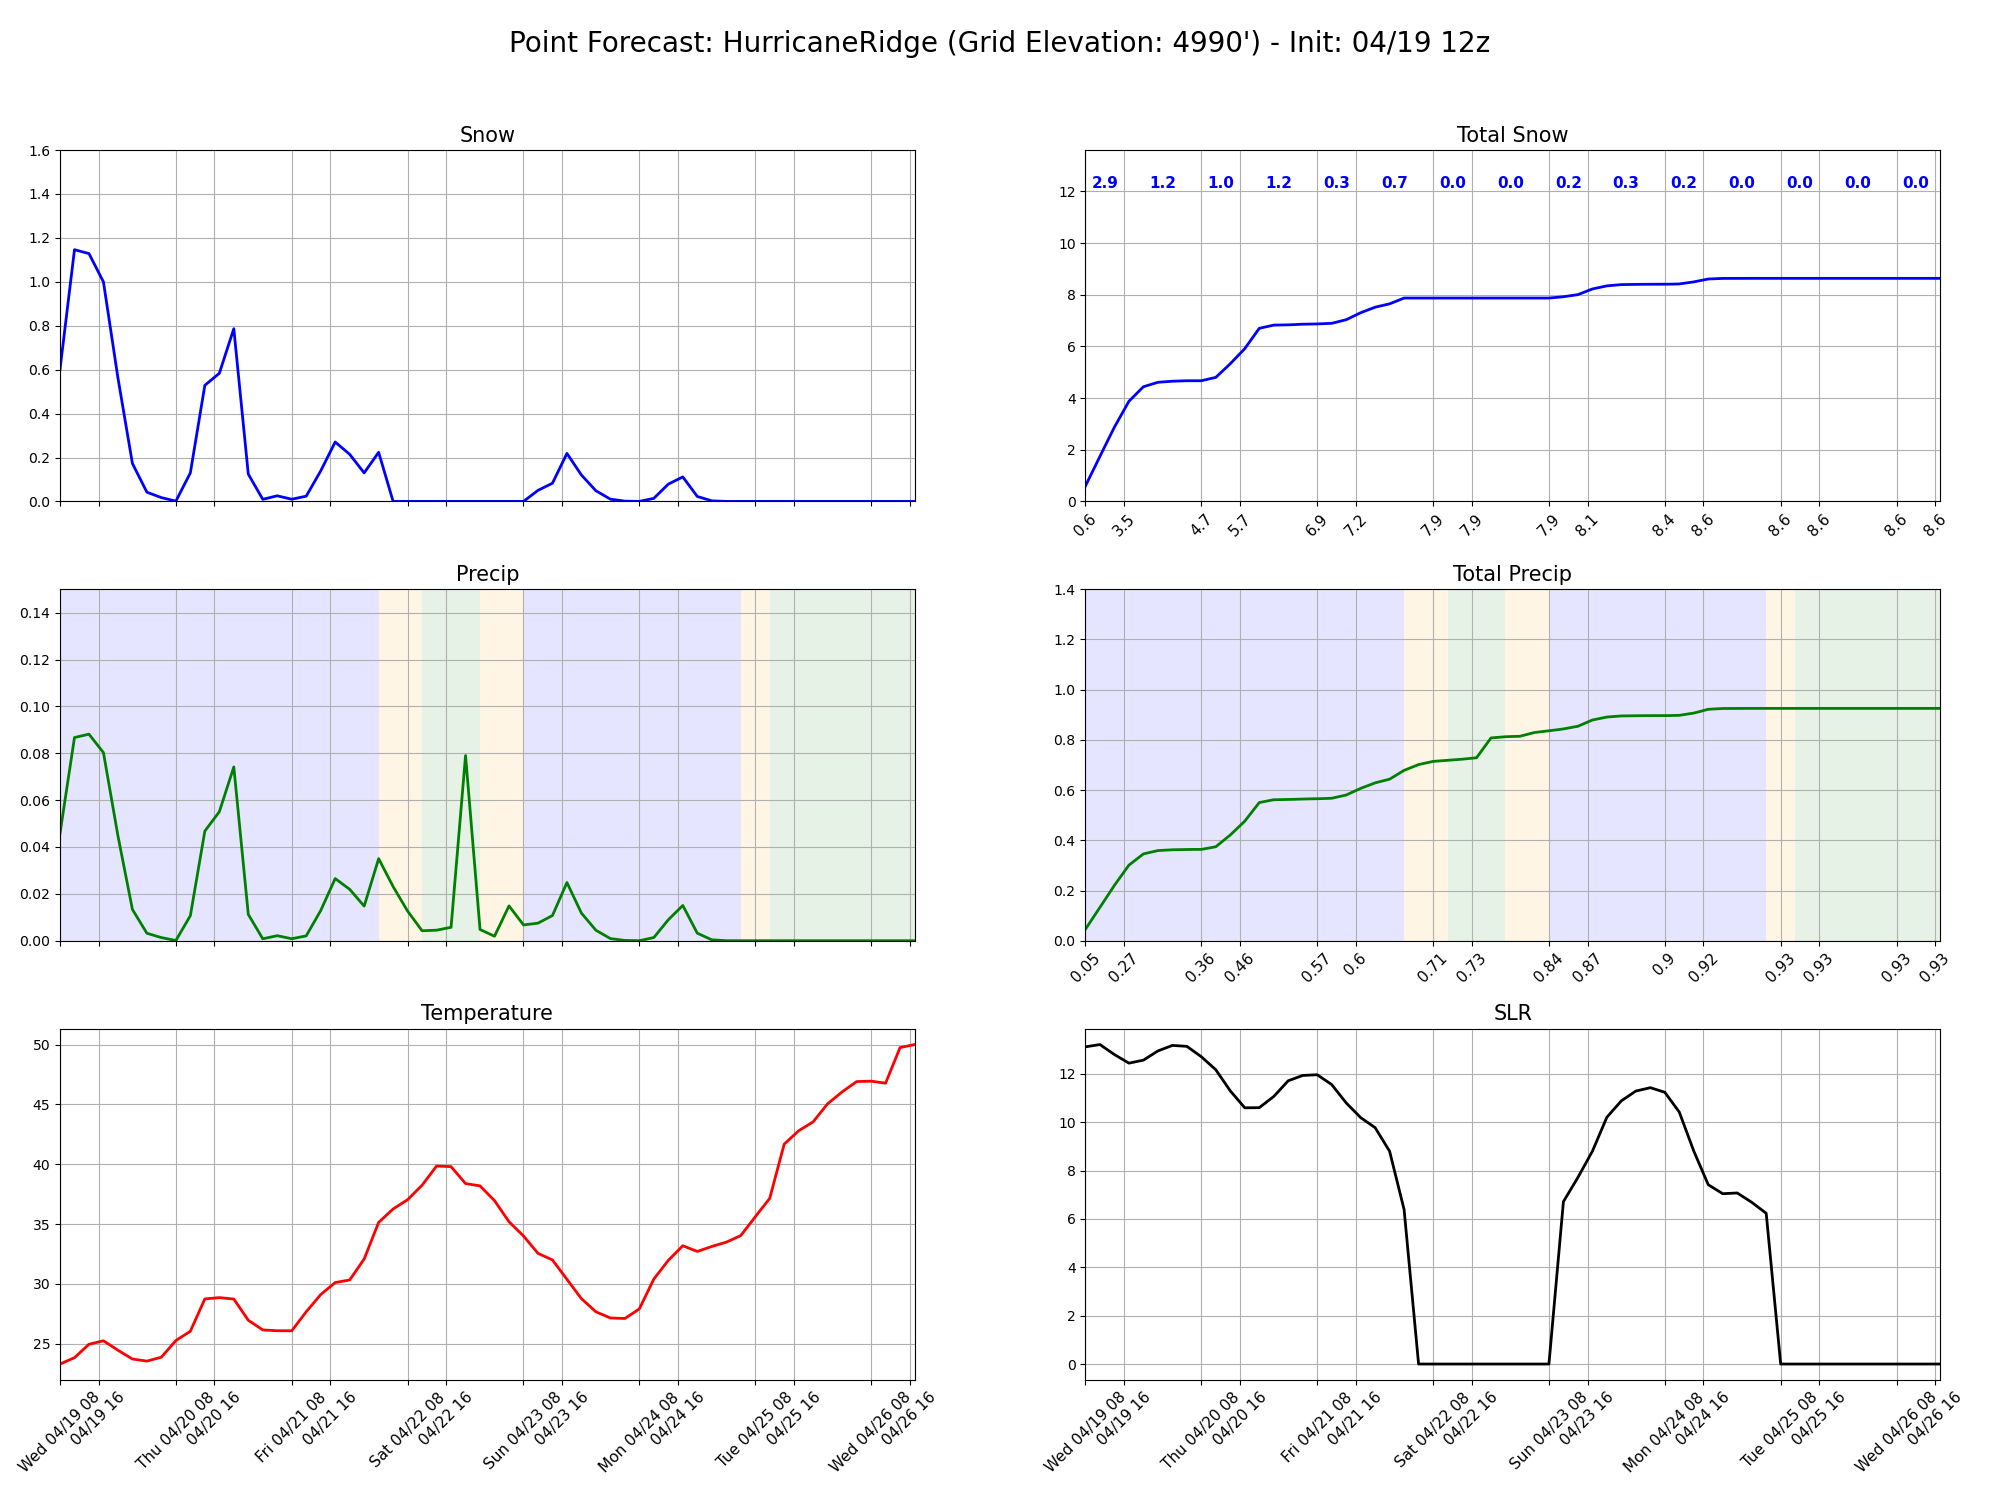 Point Forecast: HurricaneRidge (Grid Elevation: 4990') - Init: 04/19 12z
Snow
1.6
1.4
1.2
1.0
0.8
0.6
0.4
0.2
0.0
Total Snow
2.9 1.2 1.0 1.2 0.3 0.7 0.0 0.0 0.2 0.3 0.2 0.0 0.0 0.0 0.0
12
10
8
6
4
2
0
0.6 3.5 4.7 5.7 6.9 7.2 7.9 7.9 7.9 8.1 8.4 8.6 8.6 8.6 8.6 8.6
Precip
0.14
0.12
0.10
0.08
0.06
0.04
0.02
0.00
Total Precip
1.4
1.2
1.0
0.8
0.6
0.4
0.2
0.0
0.05 0.27 0.36 0.46 0.57 0.6 0.71 0.73 0.84 0.87 0.9 0.92 0.93 0.93 0.93 0.93
Temperature
50
45
40
35
30
25
Wed 04/19 08
04/19 16
Thu 04/20 08
04/20 16
Fri 04/21 08
04/21 16
Sat 04/22 08
04/22 16
Sun 04/23 08
04/23 16
Mon 04/24 08
04/24 16
Tue 04/25 08
04/25 16
Wed 04/26 08
04/26 16
SLR
12
10
8
6
4
2
0
Wed 04/19 08
04/19 16
Thu 04/20 08
04/20 16
Fri 04/21 08
04/21 16
Sat 04/22 08
04/22 16
Sun 04/23 08
04/23 16
Mon 04/24 08
04/24 16
Tue 04/25 08
04/25 16
Wed 04/26 08
04/26 16